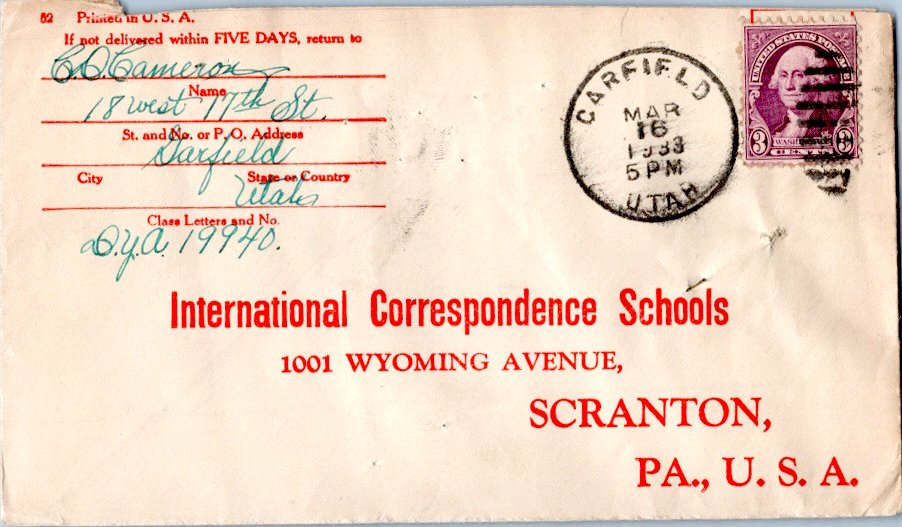 52 Printed in U. S. A.
If not delivered within FIVE DAYS, return to
C D Cameron
Name
18 west 17th St.
St. and No. or P. O. Address
Garfield
City State or Country
Utah
Class Letters and No.
19940.
GARFIELD
MAR
16
1933
5 PM
UTAH
UNITED STATES POSTAGE
3 WASHINGTON 3
CENTS
International Correspondence Schools
1001 WYOMING AVENUE,
SCRANTON,
PA., U. S. A.